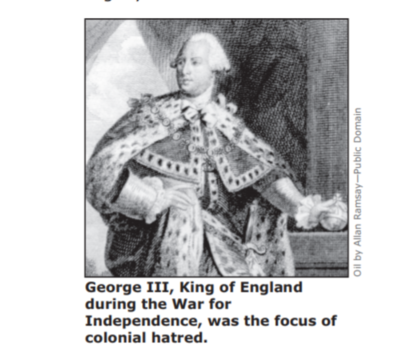 Oil by Allan Ramsay—Public Domain
George III, King of England
during the War for
Independence, was the focus of
colonial hatred.